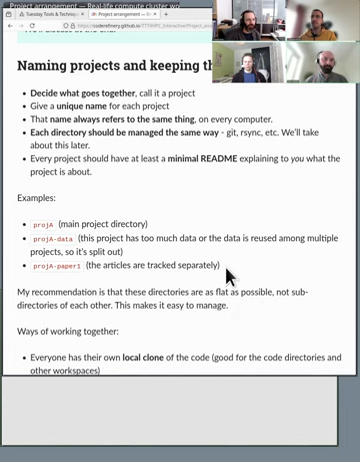 Project arrangement — Real-life compute cluster wo
Tuesday Tools & Techniq
Project arrangement — R
Naming projects and keeping th
Decide what goes together, call it a project
Give a unique name for each project
That name always refers to the same thing, on every computer.
Each directory should be managed the same way - git, rsync, etc. We'll take
about this later.
Every project should have at least a minimal README explaining to you what the
project is about.
Examples:
projA (main project directory)
projA-data (this project has too much data or the data is reused among multiple
projects, so it's split out)
projA-paper1 (the articles are tracked separately)
My recommendation is that these directories are as flat as possible, not sub-
directories of each other. This makes it easy to manage.
Ways of working together:
Everyone has their own local clone of the code (good for the code directories and
other workspaces)